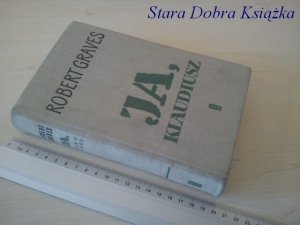 Stara Dobra Książka
ROBERT GRAVES
JA,
KLAUDIUSZ